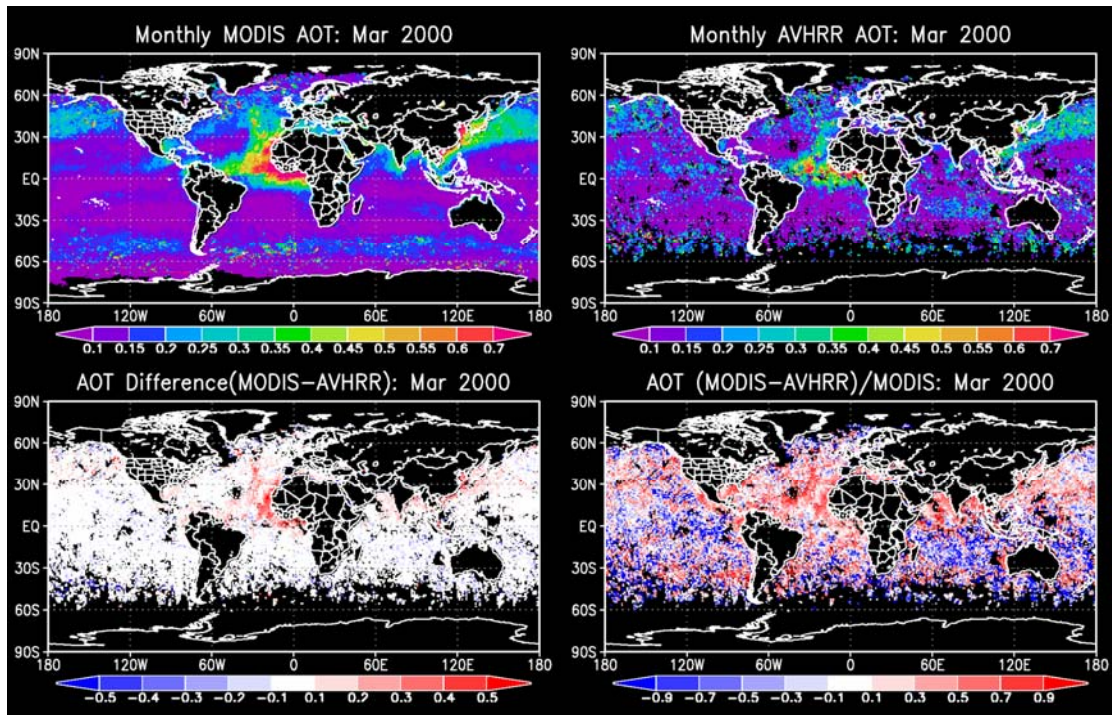 Monthly MODIS AOT: Mar 2000
90N
60N
30N
EQ
30S
60S
90S
180 120W 60W 0 60E 120E 180
0.1 0.15 0.2 0.25 0.3 0.35 0.4 0.45 0.5 0.55 0.6 0.7
Monthly AVHRR AOT: Mar 2000
90N
60N
30N
EQ
30S
60S
90S
180 120W 60W 0 60E 120E 180
0.1 0.15 0.2 0.25 0.3 0.35 0.4 0.45 0.5 0.55 0.6 0.7
AOT Difference(MODIS-AVHRR): Mar 2000
90N
60N
30N
EQ
30S
60S
90S
180 120W 60W 0 60E 120E 180
-0.5 -0.4 -0.3 -0.2 -0.1 0.1 0.2 0.3 0.4 0.5
AOT (MODIS-AVHRR)/MODIS: Mar 2000
90N
60N
30N
EQ
30S
60S
90S
180 120W 60W 0 60E 120E 180
-0.9 -0.7 -0.5 -0.3 -0.1 0.1 0.3 0.5 0.7 0.9